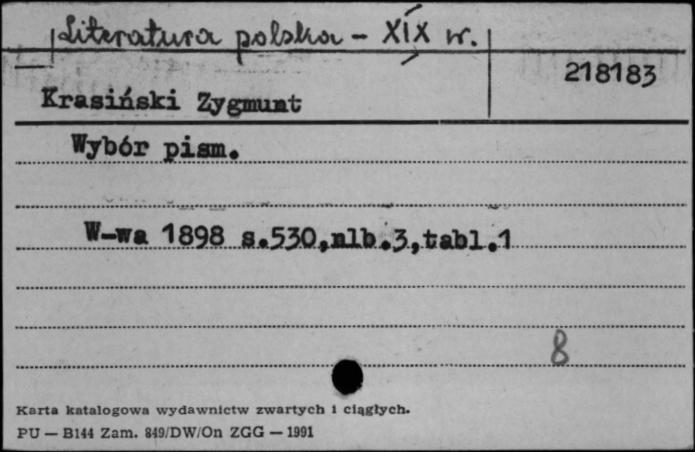 Literatura polska - XIX w.
218183
Krasiński Zygmunt
Wybór pism.
W-wa 1898 s.530,nlb.3,tabl.1
8
Karta katalogowa wydawnictw zwartych i ciągłych.
PU — B144 Zam. 849/DW/On ZGG — 1991